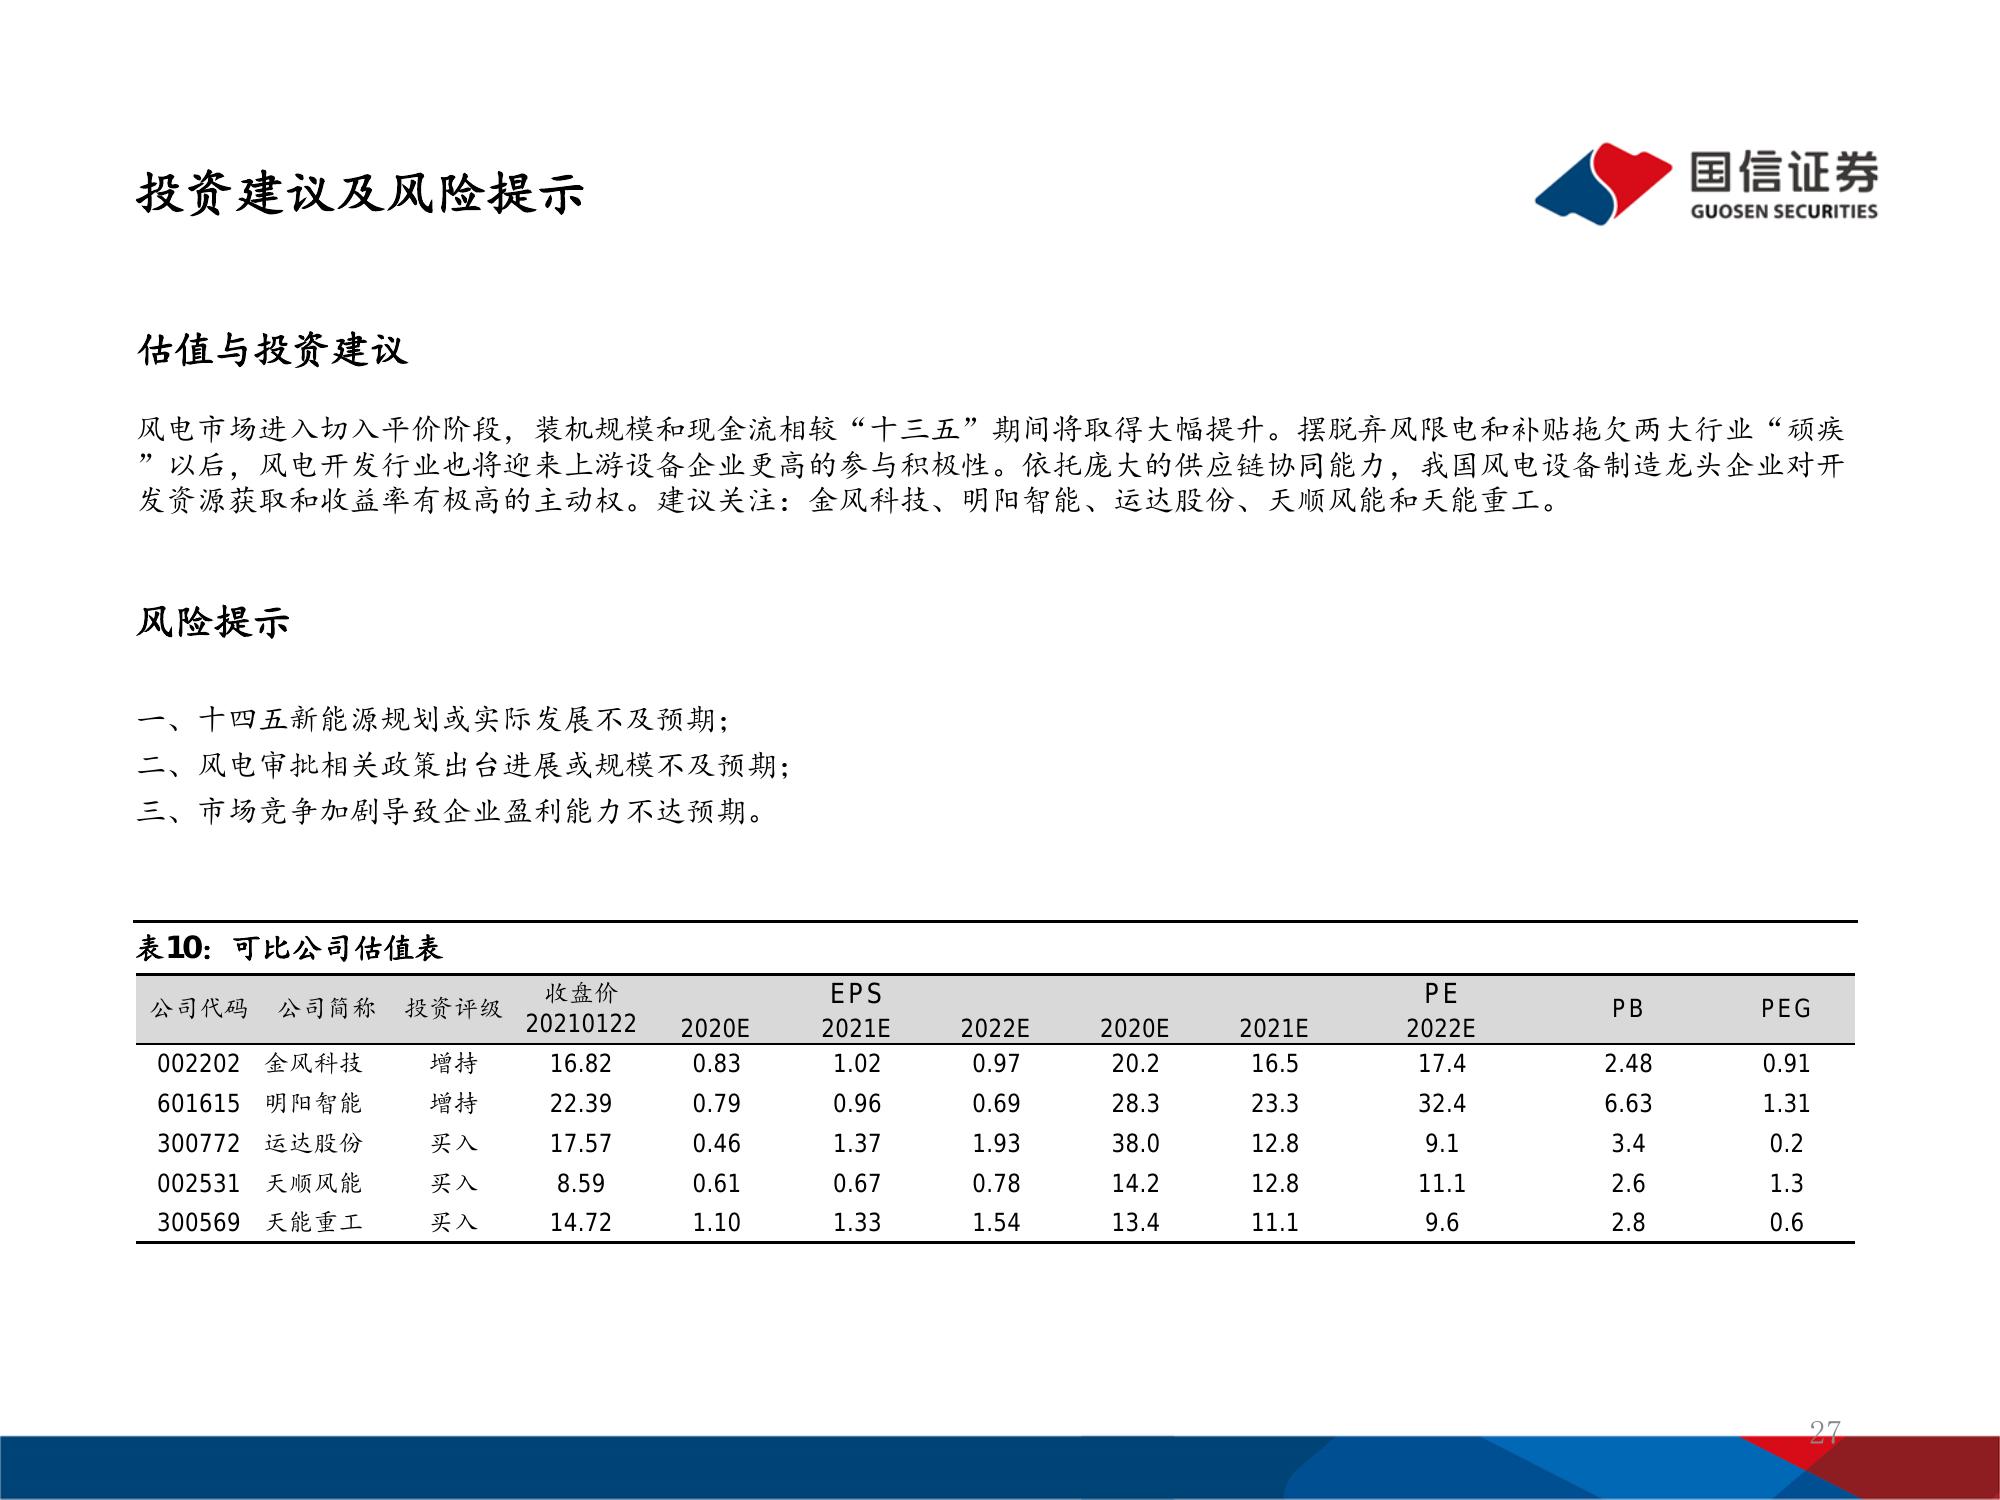 投资建议及风险提示
国信证券
GUOSEN SECURITIES
估值与投资建议
风电市场进入切入平价阶段，装机规模和现金流相较“十三五”期间将取得大幅提升。摆脱弃风限电和补贴拖欠两大行业“顽疾
”以后，风电开发行业也将迎来上游设备企业更高的参与积极性。依托庞大的供应链协同能力，我国风电设备制造龙头企业对开
发资源获取和收益率有极高的主动权。建议关注：金风科技、明阳智能、运达股份、天顺风能和天能重工。
风险提示
一、十四五新能源规划或实际发展不及预期；
二、风电审批相关政策出台进展或规模不及预期；
三、市场竞争加剧导致企业盈利能力不达预期。
表10：可比公司估值表
公司代码 公司简称 投资评级 收盘价 EPS PE PB PEG
20210122 2020E 2021E 2022E 2020E 2021E 2022E
002202 金风科技 增持 16.82 0.83 1.02 0.97 20.2 16.5 17.4 2.48 0.91
601615 明阳智能 增持 22.39 0.79 0.96 0.69 28.3 23.3 32.4 6.63 1.31
300772 运达股份 买入 17.57 0.46 1.37 1.93 38.0 12.8 9.1 3.4 0.2
002531 天顺风能 买入 8.59 0.61 0.67 0.78 14.2 12.8 11.1 2.6 1.3
300569 天能重工 买入 14.72 1.10 1.33 1.54 13.4 11.1 9.6 2.8 0.6
27